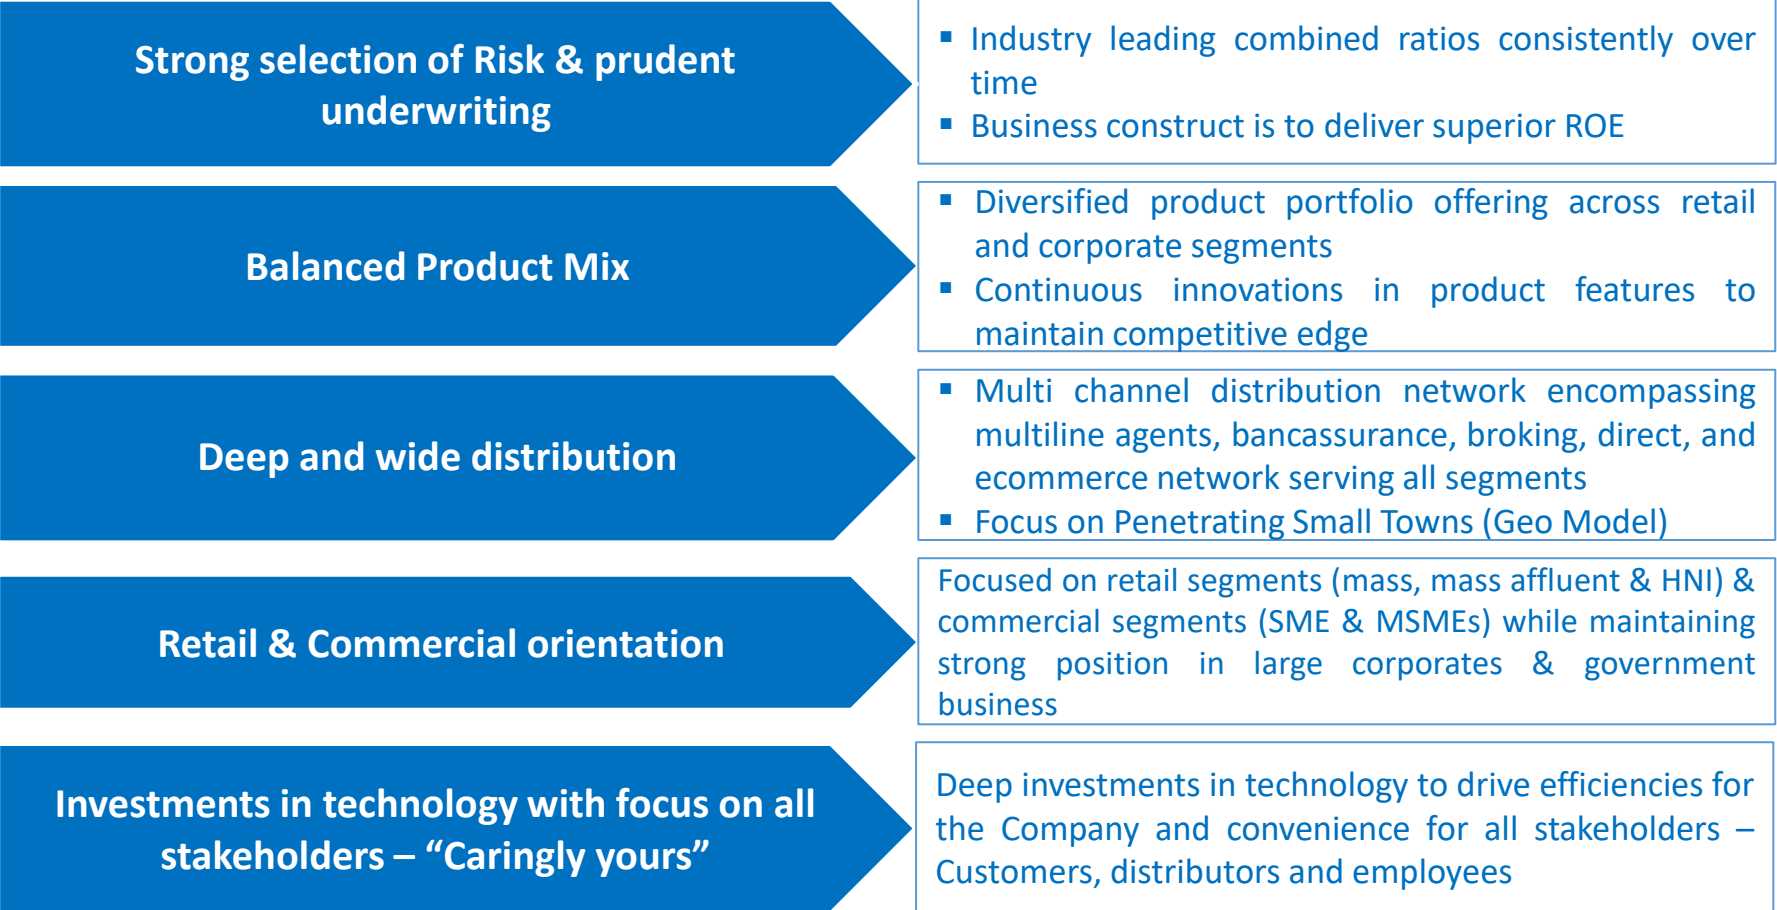 Strong selection of Risk & prudent
underwriting
▪ Industry leading combined ratios consistently over
time
▪ Business construct is to deliver superior ROE
Balanced Product Mix
▪ Diversified product portfolio offering across retail
and corporate segments
▪ Continuous innovations in product features to
maintain competitive edge
Deep and wide distribution
▪ Multi channel distribution network encompassing
multiline agents, bancassurance, broking, direct, and
ecommerce network serving all segments
▪ Focus on Penetrating Small Towns (Geo Model)
Retail & Commercial orientation
Focused on retail segments (mass, mass affluent & HNI) &
commercial segments (SME & MSMEs) while maintaining
strong position in large corporates & government
business
Investments in technology with focus on all
stakeholders – “Caringly yours”
Deep investments in technology to drive efficiencies for
the Company and convenience for all stakeholders –
Customers, distributors and employees